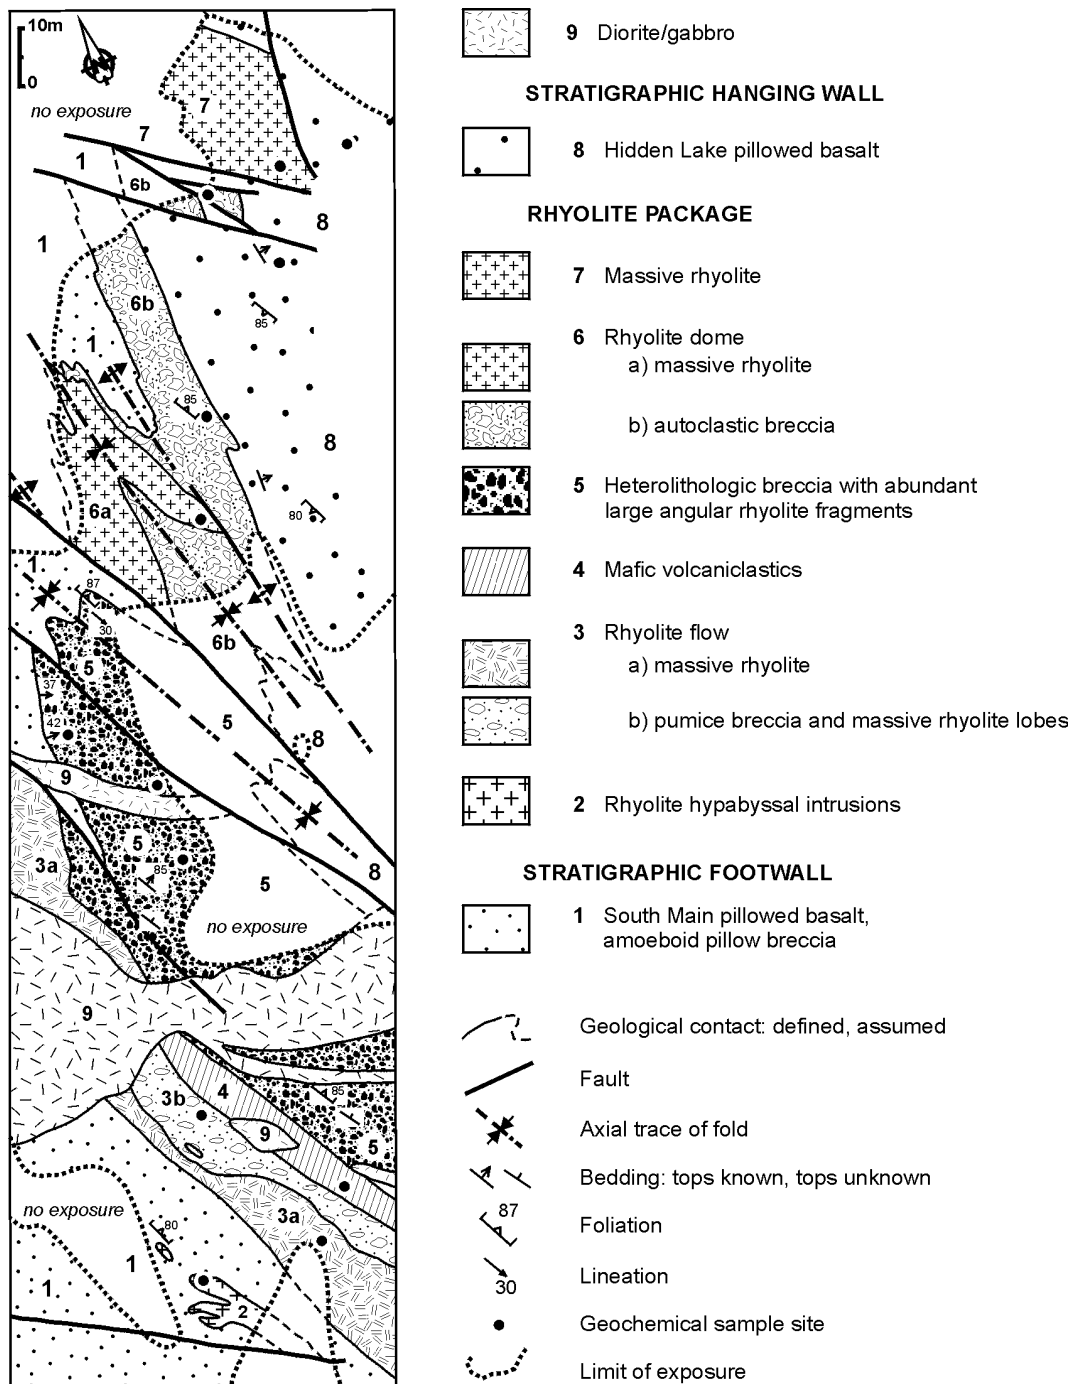 10m
0
no exposure
7
7
1
6b
8
1
6b
85
1
85
8
6a
80
1
87
30
6b
5
37
5
42
8
9
5
3a
85
8
5
no exposure
9
4
85
3b
9
5
3a
no exposure
80
1
1
2
9 Diorite/gabbro
STRATIGRAPHIC HANGING WALL
8 Hidden Lake pillowed basalt
RHYOLITE PACKAGE
7 Massive rhyolite
6 Rhyolite dome
a) massive rhyolite
b) autoclastic breccia
5 Heterolithologic breccia with abundant
large angular rhyolite fragments
4 Mafic volcaniclastics
3 Rhyolite flow
a) massive rhyolite
b) pumice breccia and massive rhyolite lobes
2 Rhyolite hypabyssal intrusions
STRATIGRAPHIC FOOTWALL
1 South Main pillowed basalt,
amoeboid pillow breccia
Geological contact: defined, assumed
Fault
Axial trace of fold
Bedding: tops known, tops unknown
87
Foliation
Lineation
30
Geochemical sample site
Limit of exposure